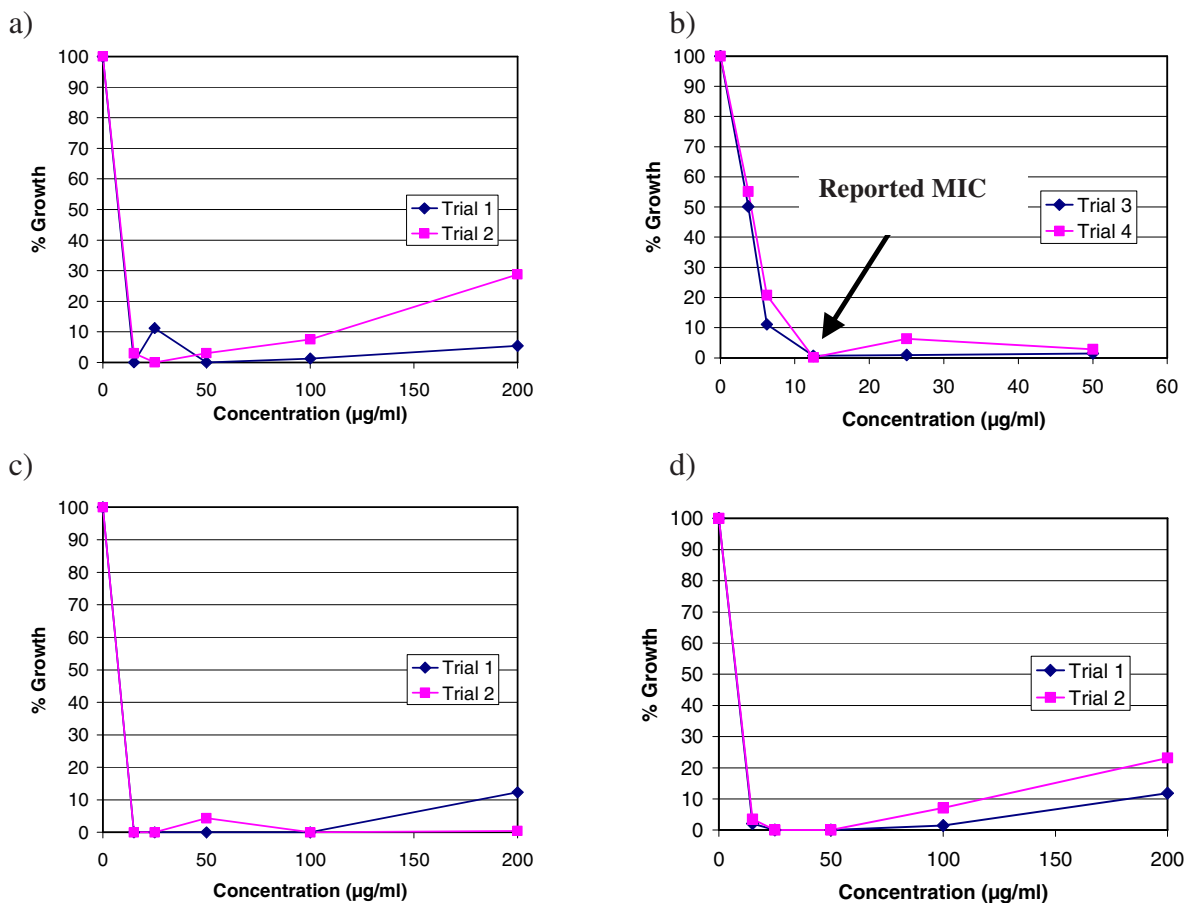 a)
100
90
80
70
60
50
40
30
20
10
0
% Growth
Trial 1
Trial 2
0 50 100 150 200
Concentration (µg/ml)
b)
100
90
80
70
60
50
40
30
20
10
0
% Growth
Reported MIC
Trial 3
Trial 4
0 10 20 30 40 50 60
Concentration (µg/ml)
c)
100
90
80
70
60
50
40
30
20
10
0
% Growth
Trial 1
Trial 2
0 50 100 150 200
Concentration (µg/ml)
d)
100
90
80
70
60
50
40
30
20
10
0
% Growth
Trial 1
Trial 2
0 50 100 150 200
Concentration (µg/ml)